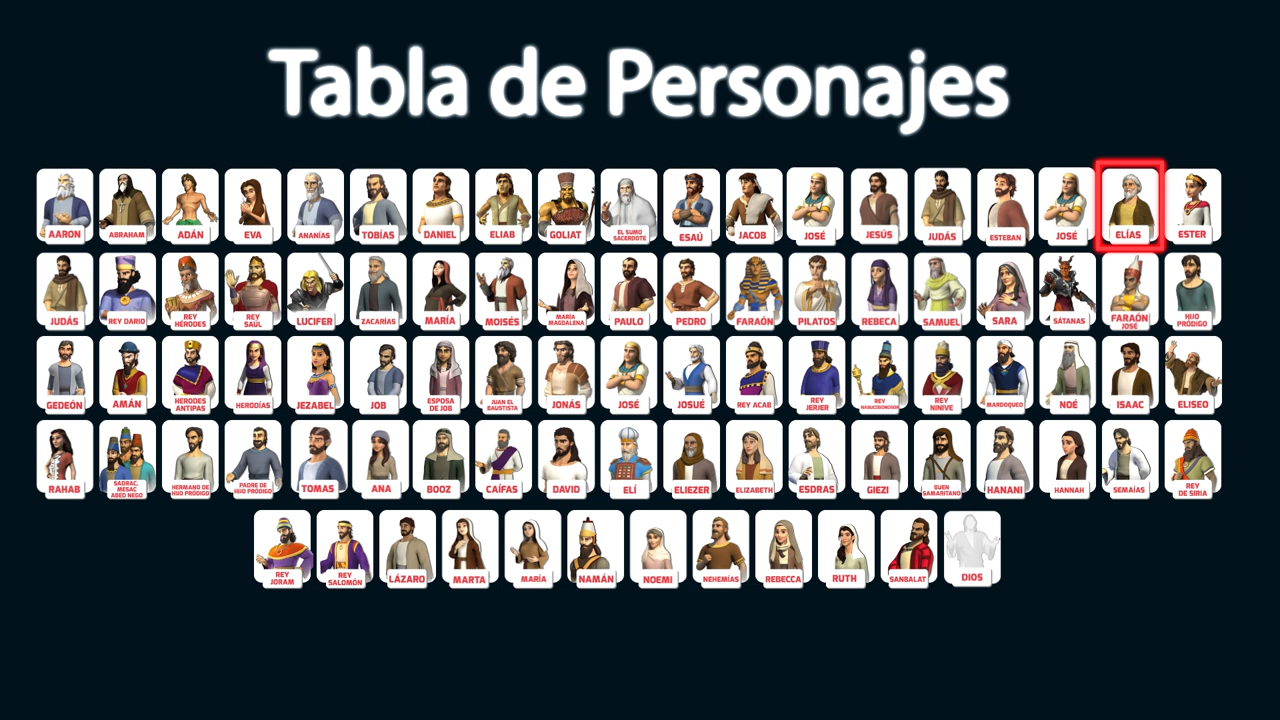 Tabla de Personajes
AARON
ABRAHAM
ADÁN
EVA
ANANÍAS
TOBÍAS
DANIEL
ELIAB
GOLIAT
EL SUMO
SACERDOTE
ESAÚ
JACOB
JOSÉ
JESÚS
JUDÁS
ESTEBAN
JOSÉ
ELÍAS
ESTER
JUDÁS
REY DARIO
REY
HÉRODES
REY
SAÚL
LUCIFER
ZACARÍAS
MARÍA
MOISÉS
MARÍA
MAGDALENA
PAULO
PEDRO
FARAÓN
PILATOS
REBECA
SAMUEL
SARA
SÁTANAS
FARAÓN
JOSÉ
HIJO
PRÓDIGO
GEDEÓN
AMÁN
HERODES
ANTIPAS
HERODÍAS
JEZABEL
JOB
ESPOSA
DE JOB
JUAN EL
BAUSTISTA
JONÁS
JOSÉ
JOSUÉ
REY ACAB
REY
JERJER
REY
NABUCODONOSOR
REY
NINIVE
MARDOQUEO
NOÉ
ISAAC
ELISEO
RAHAB
SADRAC,
MESAC
ABED NEGO
HERMANO DE
HIJO PRÓDIGO
PADRE DE
HIJO PRÓDIGO
TOMAS
ANA
BOOZ
CAÍFAS
DAVID
ELÍ
ELIEZER
ELIZABETH
ESDRAS
GIEZI
BUEN
SAMARITANO
HANANI
HANNAH
SEMAÍAS
REY
DE SIRIA
REY
JORAM
REY
SALOMÓN
LÁZARO
MARTA
MARÍA
NAMÁN
NOEMI
NEHEMÍAS
REBECCA
RUTH
SANBALAT
DIOS